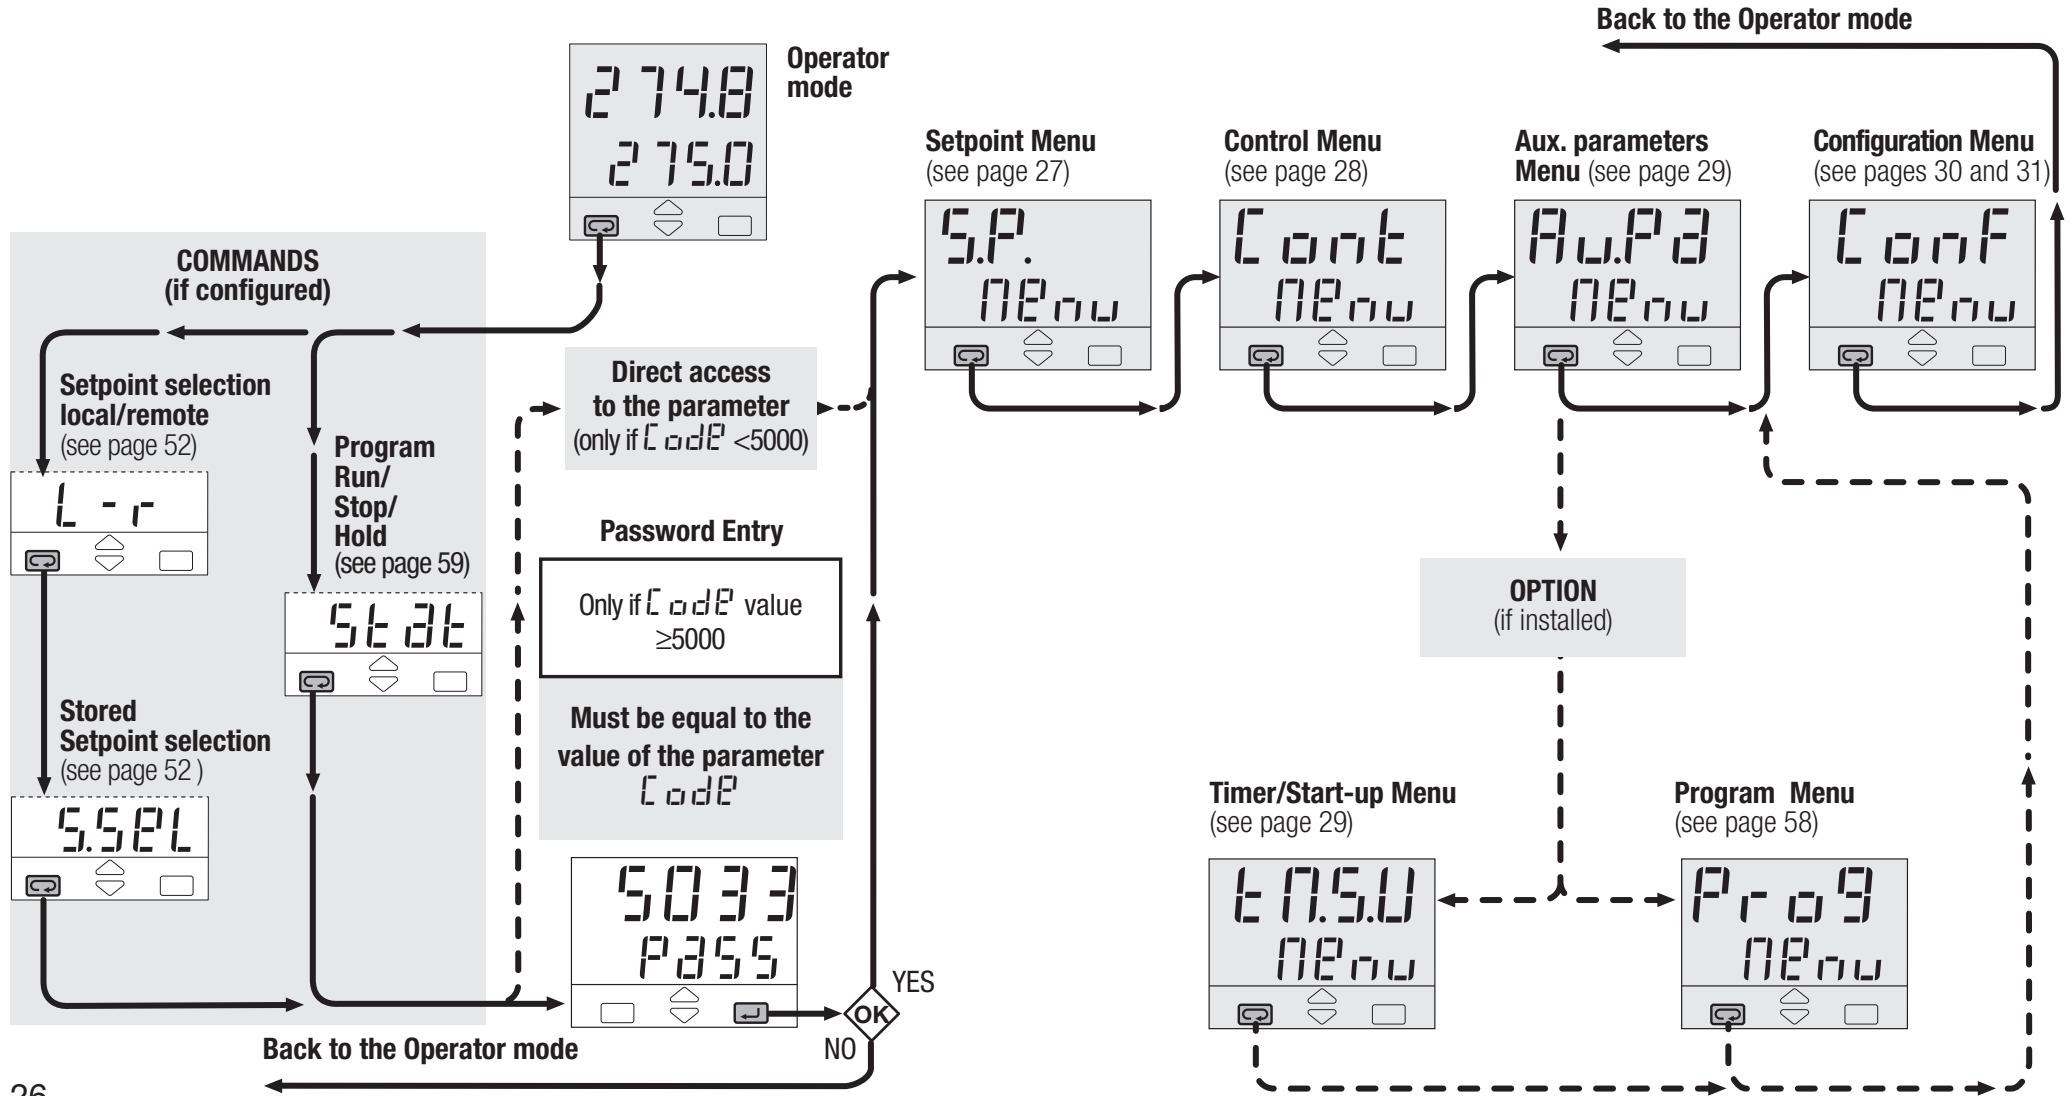 Back to the Operator mode
Operator
mode
274.8
275.0
Setpoint Menu
(see page 27)
S.P.
MEnu
Control Menu
(see page 28)
Cont
MEnu
Aux. parameters
Menu (see page 29)
Au.Pa
MEnu
Configuration Menu
(see pages 30 and 31)
ConF
MEnu
COMMANDS
(if configured)
Setpoint selection
local/remote
(see page 52)
L-r
Program
Run/
Stop/
Hold
(see page 59)
Stat
Stored
Setpoint selection
(see page 52 )
S.SeL
Direct access
to the parameter
(only if Code <5000)
Password Entry
Only if Code value
≥5000
Must be equal to the
value of the parameter
Code
5033
Pass
OK
YES
NO
Back to the Operator mode
OPTION
(if installed)
Timer/Start-up Menu
(see page 29)
tM.S.U
MEnu
Program Menu
(see page 58)
Prog
MEnu
26